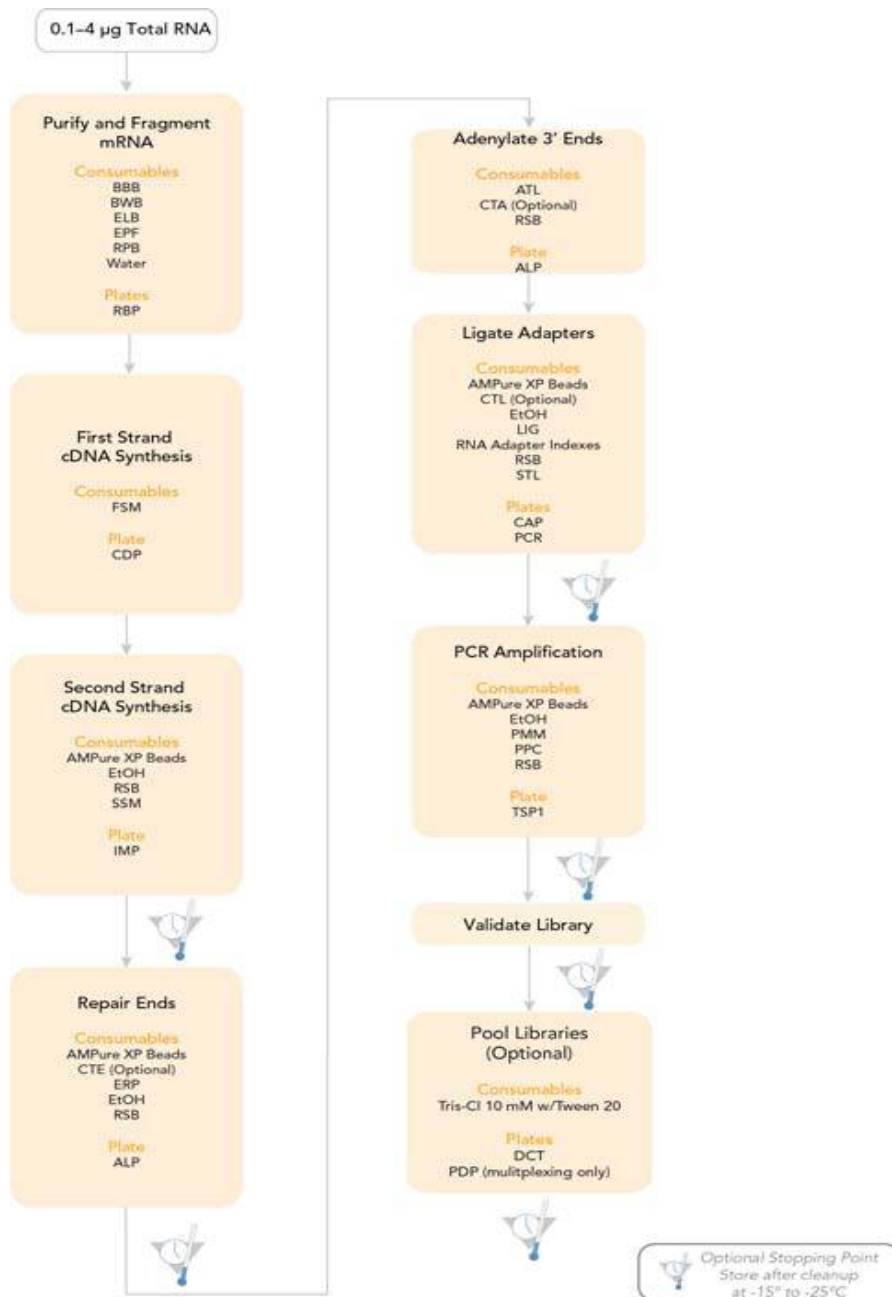 0.1–4 µg Total RNA
Purify and Fragment
mRNA
Consumables
BBB
BWB
ELB
EPF
RPB
Water
Plates
RBP
First Strand
cDNA Synthesis
Consumables
FSM
Plate
CDP
Second Strand
cDNA Synthesis
Consumables
AMPure XP Beads
EtOH
RSB
SSM
Plate
IMP
Repair Ends
Consumables
AMPure XP Beads
CTE (Optional)
ERP
EtOH
RSB
Plate
ALP
Adenylate 3' Ends
Consumables
ATL
CTA (Optional)
RSB
Plate
ALP
Ligate Adapters
Consumables
AMPure XP Beads
CTL (Optional)
EtOH
LIG
RNA Adapter Indexes
RSB
STL
Plates
CAP
PCR
PCR Amplification
Consumables
AMPure XP Beads
EtOH
PMM
PPC
RSB
Plate
TSP1
Validate Library
Pool Libraries
(Optional)
Consumables
Tris-Cl 10 mM w/Tween 20
Plates
DCT
PDP (mulitplexing only)
Optional Stopping Point
Store after cleanup
at -15° to -25°C